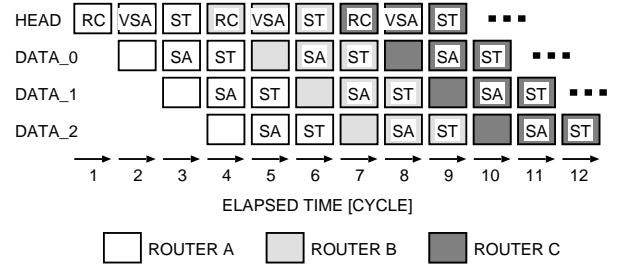 HEAD RC VSA ST RC VSA ST RC VSA ST ...
DATA_0 SA ST SA ST SA ST ...
DATA_1 SA ST SA ST SA ST ...
DATA_2 SA ST SA ST SA ST
1 2 3 4 5 6 7 8 9 10 11 12
ELAPSED TIME [CYCLE]
ROUTER A ROUTER B ROUTER C